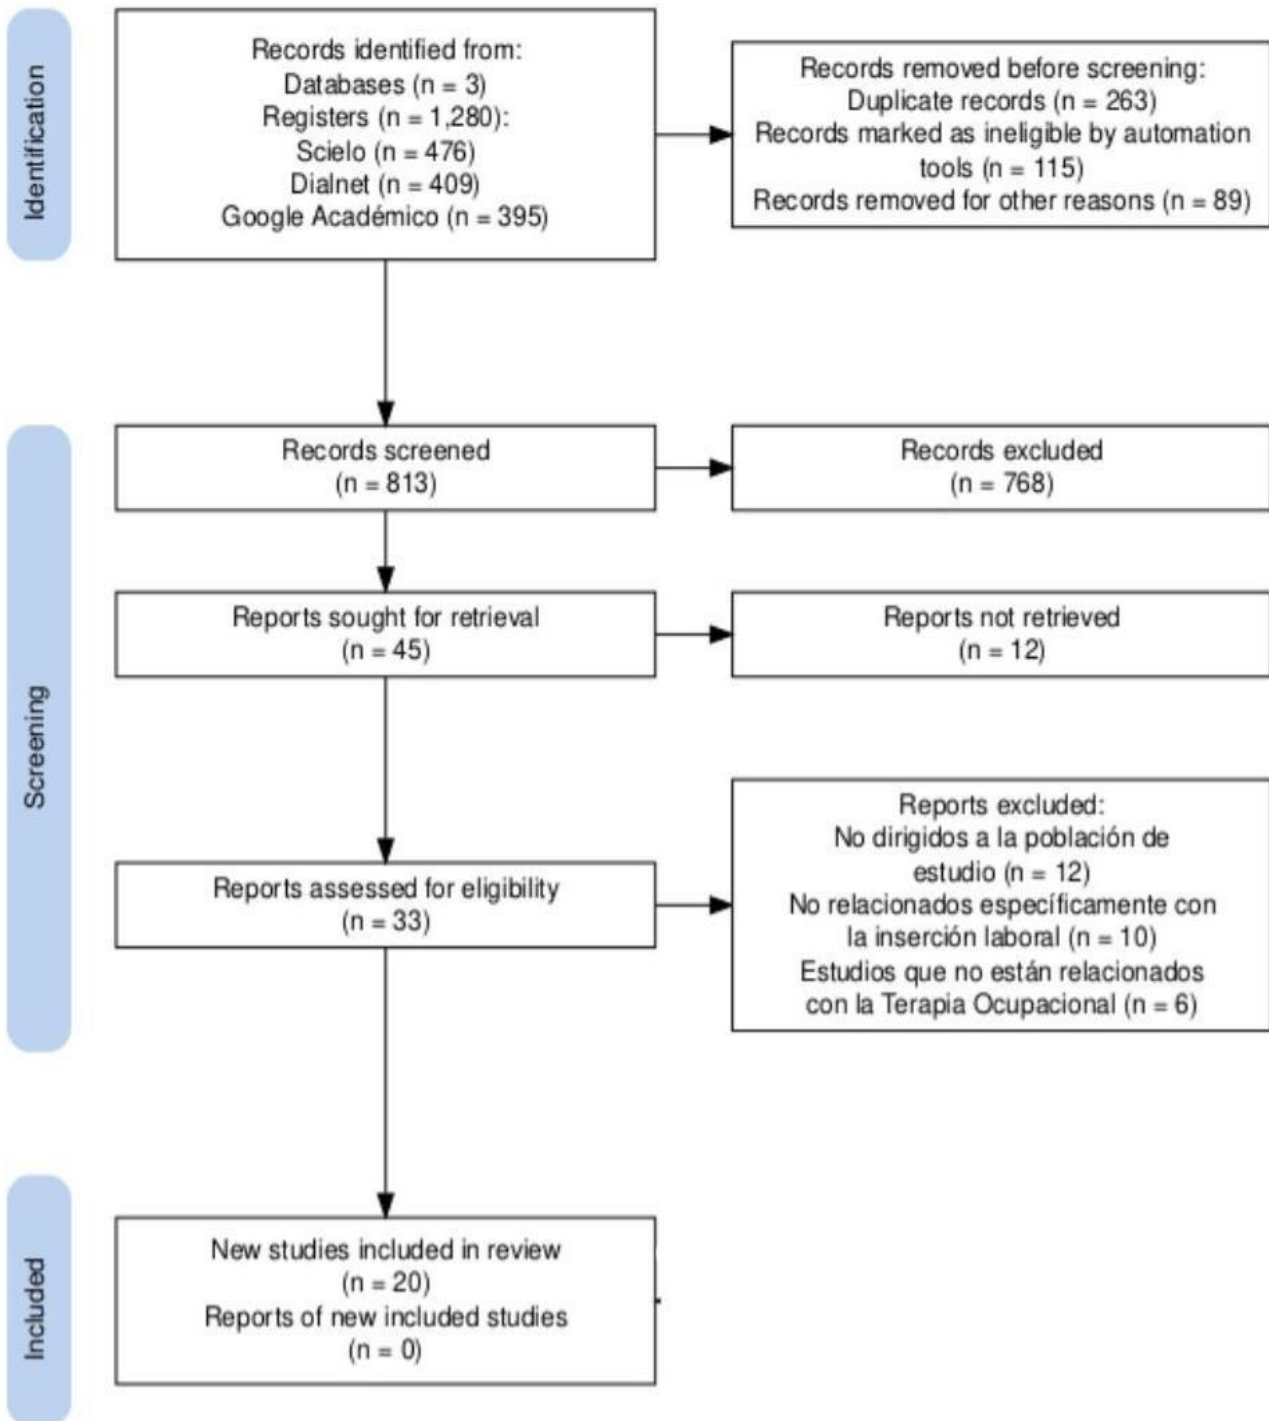 Identification
Records identified from:
Databases (n = 3)
Registers (n = 1,280):
Scielo (n = 476)
Dialnet (n = 409)
Google Académico (n = 395)
Records removed before screening:
Duplicate records (n = 263)
Records marked as ineligible by automation
tools (n = 115)
Records removed for other reasons (n = 89)
Screening
Records screened
(n = 813)
Records excluded
(n = 768)
Reports sought for retrieval
(n = 45)
Reports not retrieved
(n = 12)
Reports assessed for eligibility
(n = 33)
Reports excluded:
No dirigidos a la población de
estudio (n = 12)
No relacionados específicamente con
la inserción laboral (n = 10)
Estudios que no están relacionados
con la Terapia Ocupacional (n = 6)
Included
New studies included in review
(n = 20)
Reports of new included studies
(n = 0)